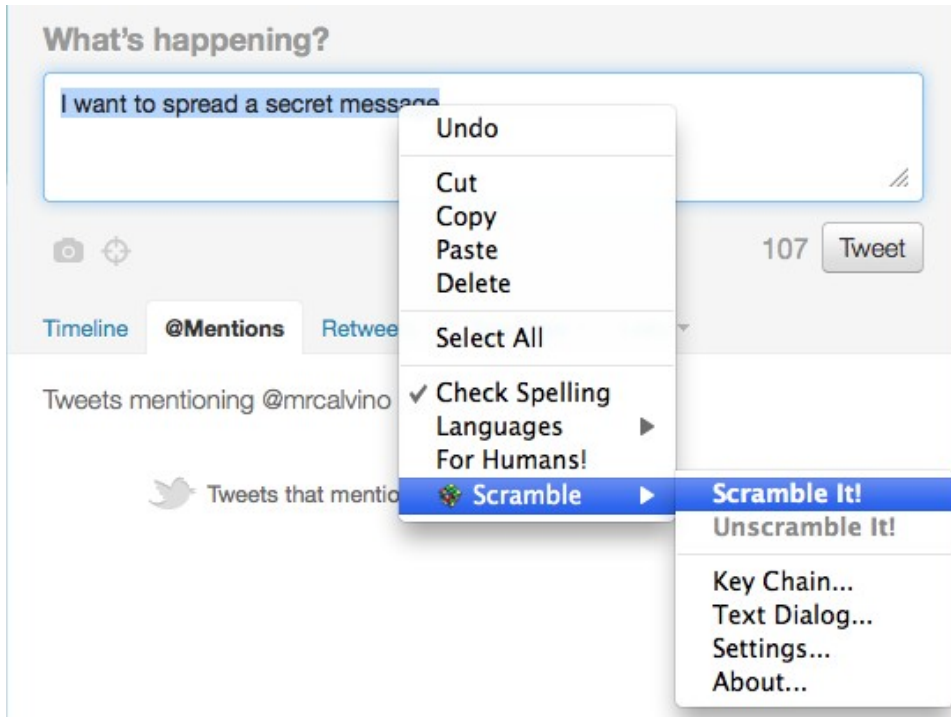 What's happening?
I want to spread a secret message
Undo
Cut
Copy
Paste
Delete
Select All
✓ Check Spelling
Languages
For Humans!
Scramble
Scramble It!
Unscramble It!
Key Chain...
Text Dialog...
Settings...
About...
107 Tweet
Timeline @Mentions
Tweets mentioning @mrcalvino
Tweets that